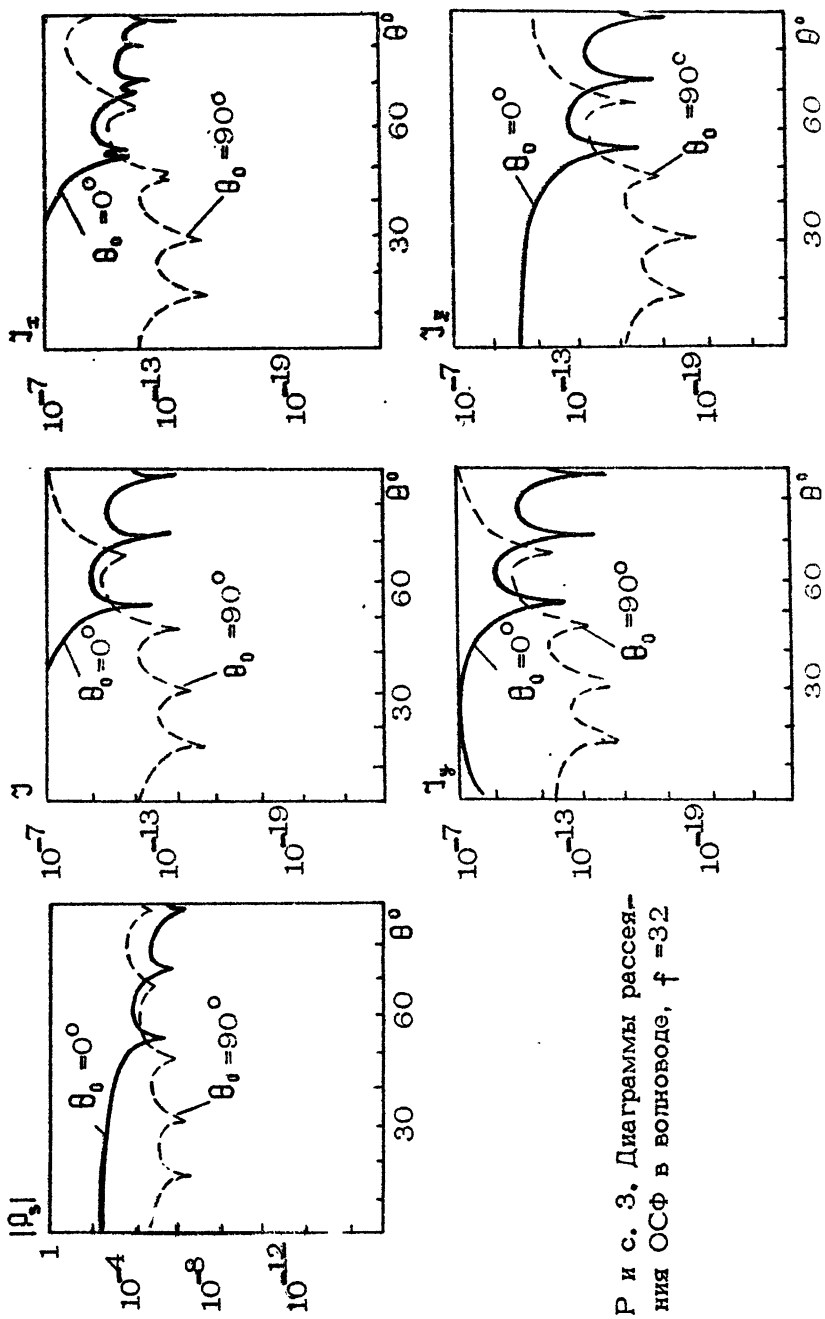 |P_s|
1
10^-4
10^-8
10^-12
θ_0 =0°
θ_0 =90°
30
60
θ°
J
10^-7
10^-13
10^-19
θ_0 =0°
θ_0 =90°
30
60
θ°
J_x
10^-7
10^-13
10^-19
θ_0 =0°
θ_0 =90°
30
60
θ°
J_y
10^-7
10^-13
10^-19
θ_0 =0°
θ_0 =90°
30
60
θ°
J_z
10^-7
10^-13
10^-19
θ_0 =0°
θ_0 =90°
30
60
θ°
Р и с. 3. Диаграммы рассея-
ния ОСФ в волноводе, f =32